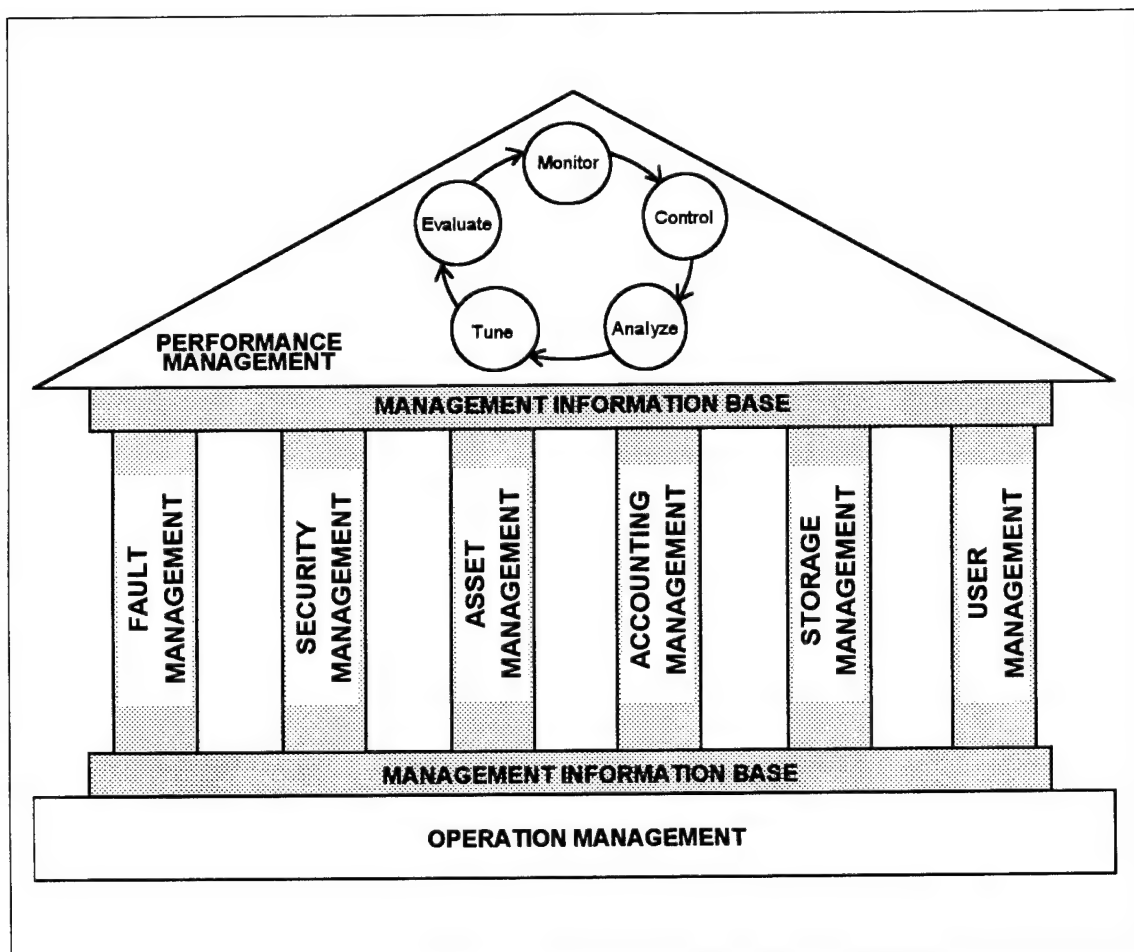 Monitor
Evaluate
Control
Tune
Analyze
PERFORMANCE
MANAGEMENT
MANAGEMENT INFORMATION BASE
FAULT
MANAGEMENT
SECURITY
MANAGEMENT
ASSET
MANAGEMENT
ACCOUNTING
MANAGEMENT
STORAGE
MANAGEMENT
USER
MANAGEMENT
MANAGEMENT INFORMATION BASE
OPERATION MANAGEMENT